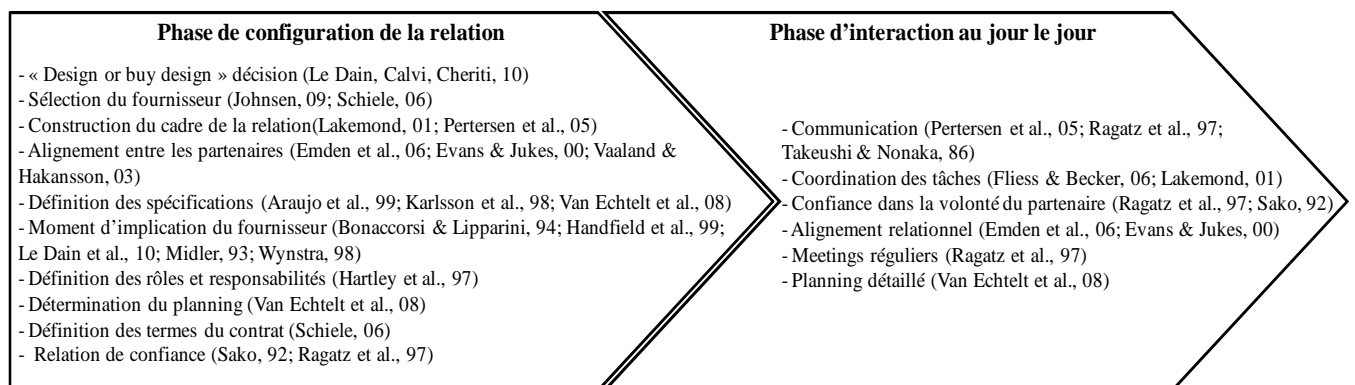 Phase de configuration de la relation
- « Design or buy design » décision (Le Dain, Calvi, Cheriti, 10)
- Sélection du fournisseur (Johnsen, 09; Schiele, 06)
- Construction du cadre de la relation(Lakemond, 01; Pertersen et al., 05)
- Alignement entre les partenaires (Emden et al., 06; Evans & Jukes, 00; Vaaland &
Hakansson, 03)
- Définition des spécifications (Araujo et al., 99; Karlsson et al., 98; Van Echtelt et al., 08)
- Moment d'implication du fournisseur (Bonaccorsi & Lipparini, 94; Handfield et al., 99;
Le Dain et al., 10; Midler, 93; Wynstra, 98)
- Définition des rôles et responsabilités (Hartley et al., 97)
- Détermination du planning (Van Echtelt et al., 08)
- Définition des termes du contrat (Schiele, 06)
- Relation de confiance (Sako, 92; Ragatz et al., 97)
Phase d'interaction au jour le jour
- Communication (Pertersen et al., 05; Ragatz et al., 97;
Takeushi & Nonaka, 86)
- Coordination des tâches (Fliess & Becker, 06; Lakemond, 01)
- Confiance dans la volonté du partenaire (Ragatz et al., 97; Sako, 92)
- Alignement relationnel (Emden et al., 06; Evans & Jukes, 00)
- Meetings réguliers (Ragatz et al., 97)
- Planning détaillé (Van Echtelt et al., 08)